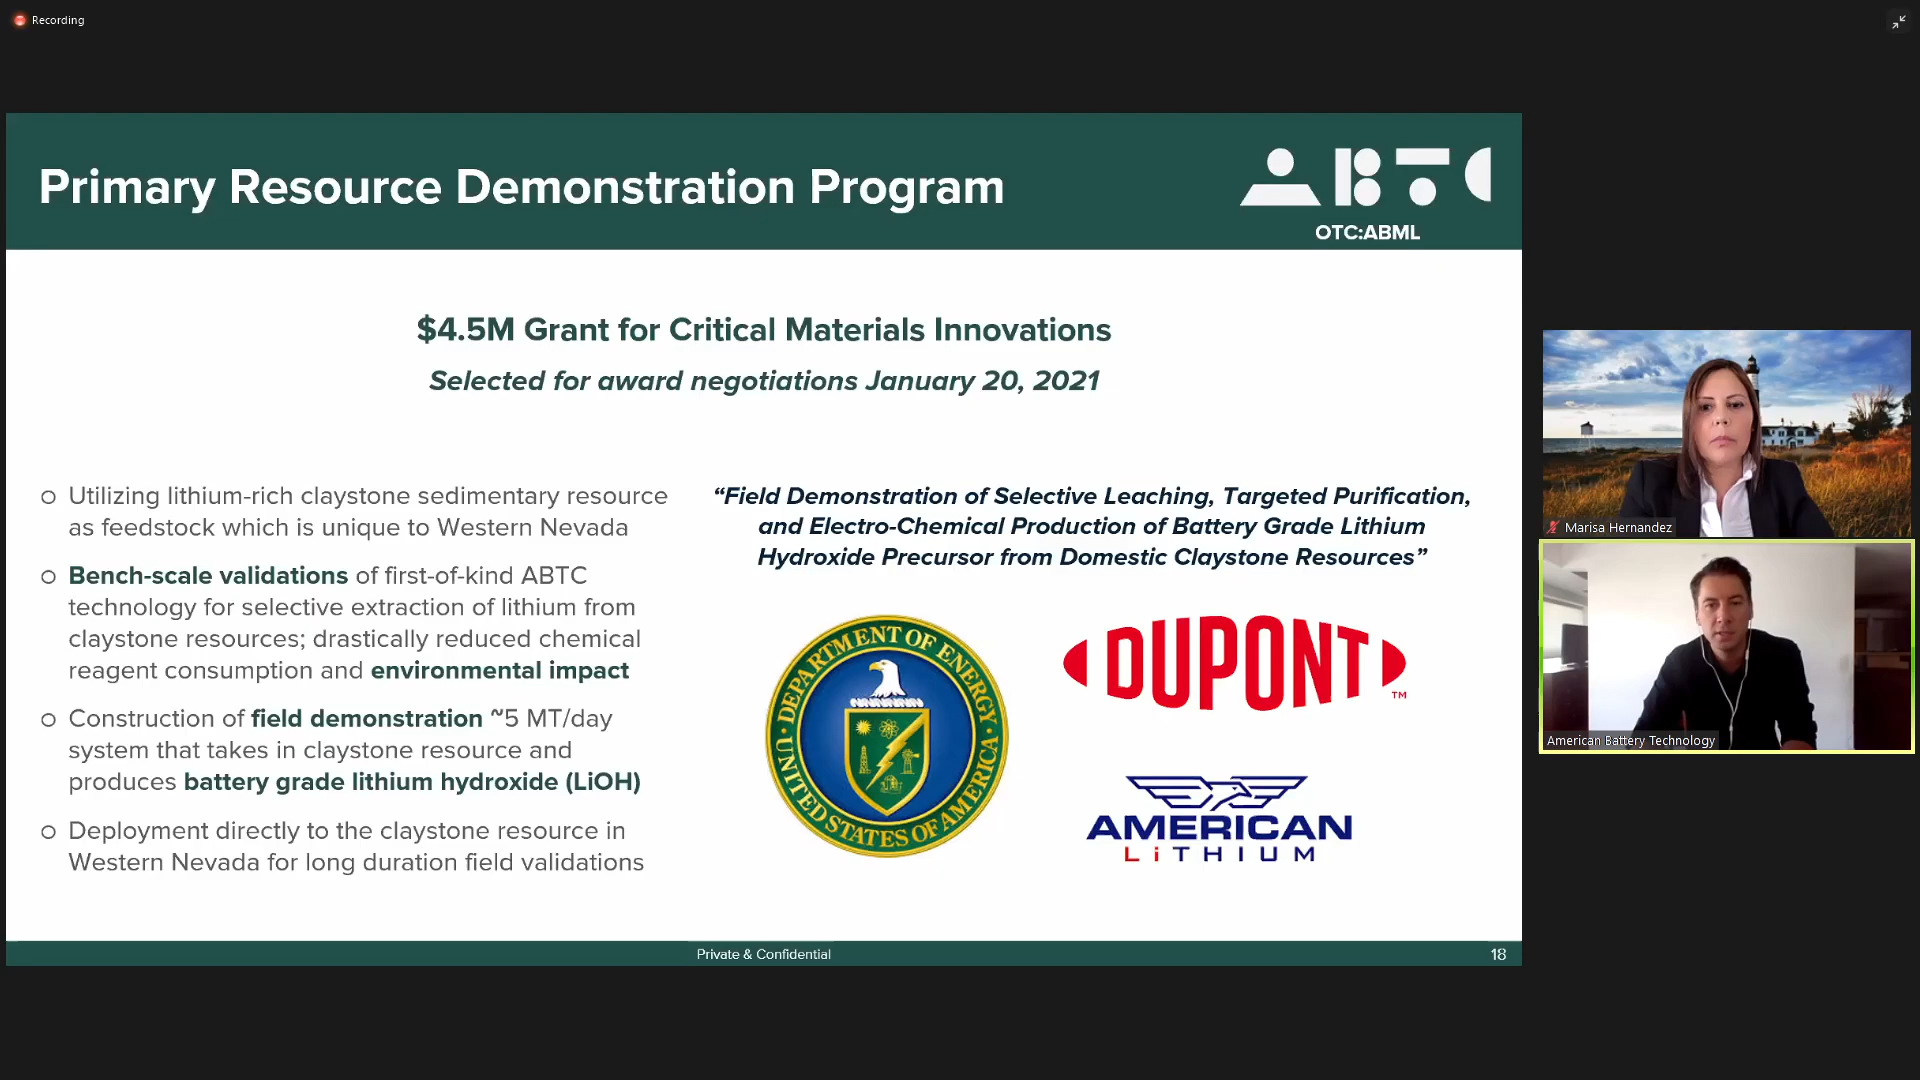 Recording
Primary Resource Demonstration Program
ABTC
OTC:ABML
$4.5M Grant for Critical Materials Innovations
Selected for award negotiations January 20, 2021
○ Utilizing lithium-rich claystone sedimentary resource
as feedstock which is unique to Western Nevada
○ Bench-scale validations of first-of-kind ABTC
technology for selective extraction of lithium from
claystone resources; drastically reduced chemical
reagent consumption and environmental impact
○ Construction of field demonstration ~5 MT/day
system that takes in claystone resource and
produces battery grade lithium hydroxide (LiOH)
○ Deployment directly to the claystone resource in
Western Nevada for long duration field validations
“Field Demonstration of Selective Leaching, Targeted Purification,
and Electro-Chemical Production of Battery Grade Lithium
Hydroxide Precursor from Domestic Claystone Resources”
DEPARTMENT OF ENERGY
UNITED STATES OF AMERICA
DUPONT™
AMERICAN
LiTHIUM
Private & Confidential
18
Marisa Hernandez
American Battery Technology